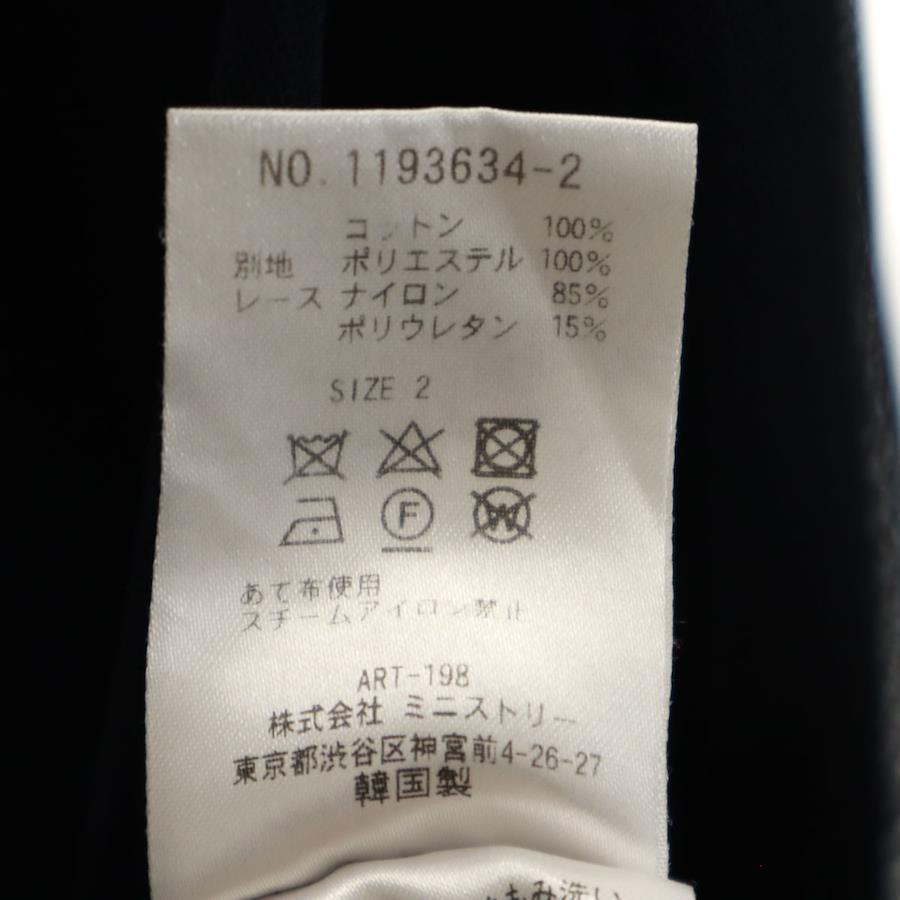 NO. 1193634-2
コットン 100%
別地 ポリエステル 100%
レース ナイロン 85%
ポリウレタン 15%
SIZE 2
F
W
あて布使用
スチームアイロン禁止
ART-198
株式会社 ミニストリー
東京都渋谷区神宮前4-26-27
韓国製
もみ洗い